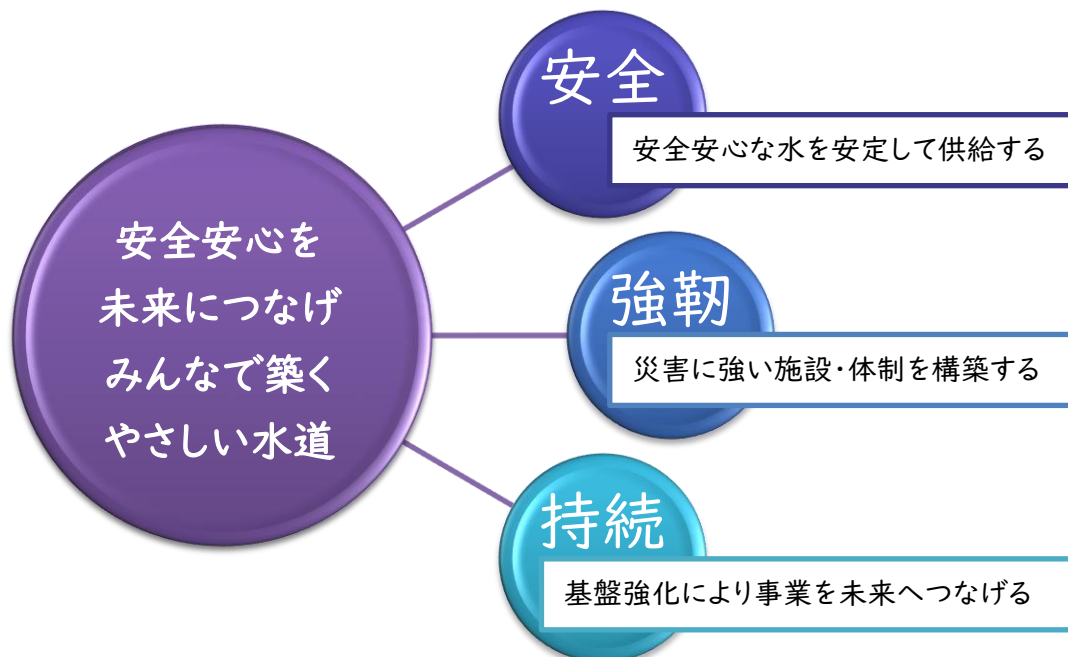 安全安心を
未来につなげ
みんなで築く
やさしい水道
安全
安全安心な水を安定して供給する
強靭
災害に強い施設・体制を構築する
持続
基盤強化により事業を未来へつなげる